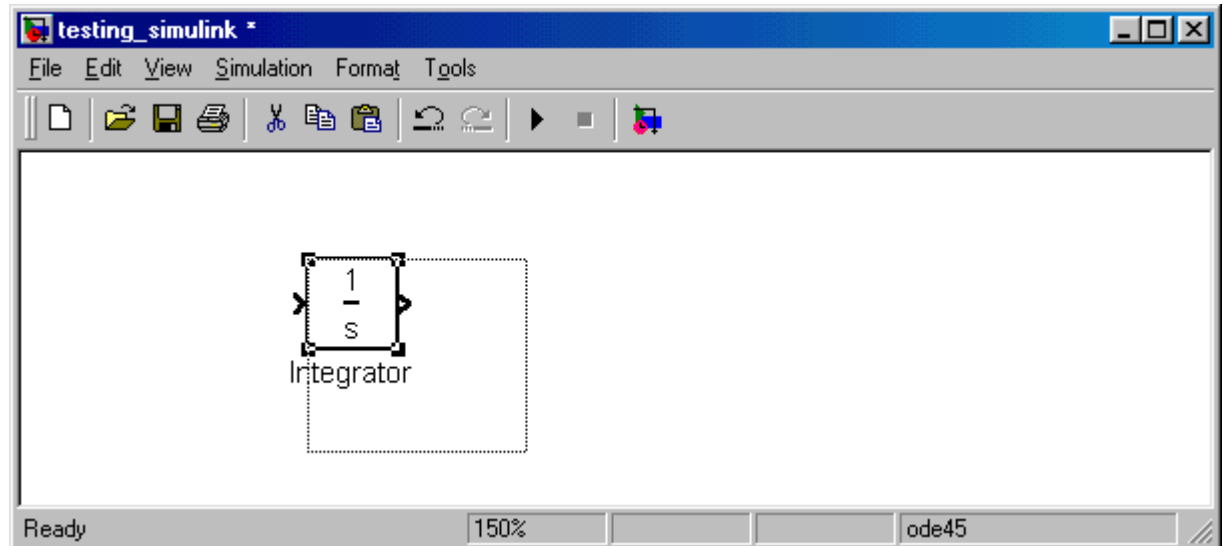 testing_simulink *
File Edit View Simulation Format Tools
1
s
Integrator
Ready 150% ode45